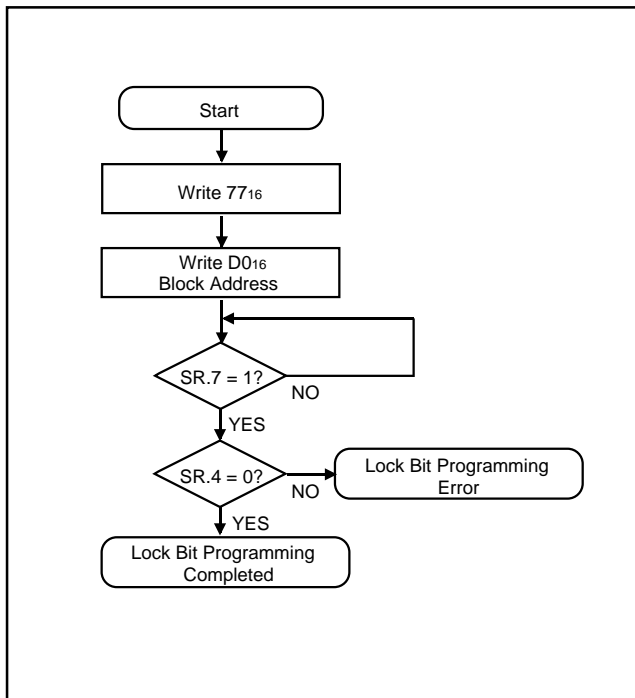 Start
Write 77₁₆
Write D0₁₆
Block Address
SR.7 = 1?
NO
YES
SR.4 = 0?
NO
Lock Bit Programming
Error
YES
Lock Bit Programming
Completed